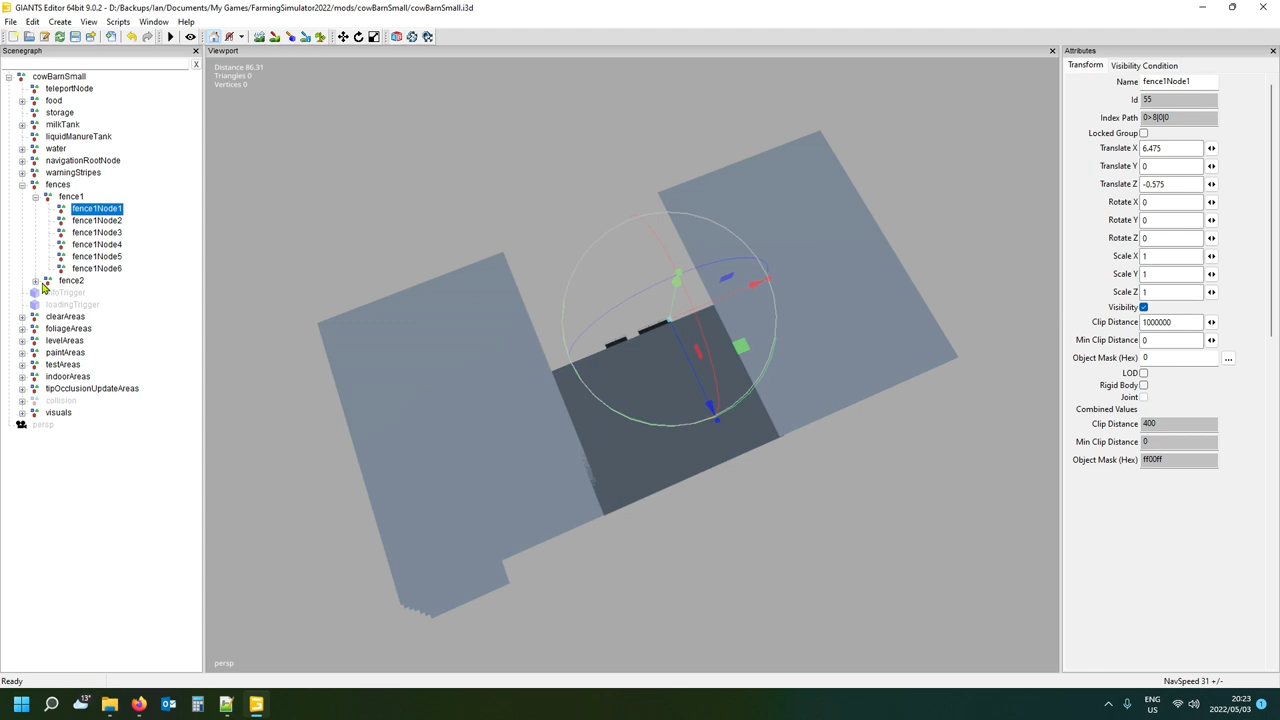 GIANTS Editor 64bit 9.0.2 - D:/Backups/Ian/Documents/My Games/FarmingSimulator2022/mods/cowBarnSmall/cowBarnSmall.i3d
File Edit Create View Scripts Window Help
Scenegraph
X
cowBarnSmall
teleportNode
food
storage
milkTank
liquidManureTank
water
navigationRootNode
warningStripes
fences
fence1
fence1Node1
fence1Node2
fence1Node3
fence1Node4
fence1Node5
fence1Node6
fence2
loadingTrigger
clearAreas
foliageAreas
levelAreas
paintAreas
testAreas
indoorAreas
tipOcclusionUpdateAreas
collision
visuals
persp
Viewport
Distance 86.31
Triangles 0
Vertices 0
persp
Attributes
Transform Visibility Condition
Name fence1Node1
Id 55
Index Path 0>8|0|0
Locked Group
Translate X 6.475
Translate Y 0
Translate Z -0.575
Rotate X 0
Rotate Y 0
Rotate Z 0
Scale X 1
Scale Y 1
Scale Z 1
Visibility
Clip Distance 1000000
Min Clip Distance 0
Object Mask (Hex) 0 ...
LOD
Rigid Body
Joint
Combined Values
Clip Distance 400
Min Clip Distance 0
Object Mask (Hex) ff00ff
Ready
NavSpeed 31 +/-
13°
ENG
US
20:23
2022/05/03
1